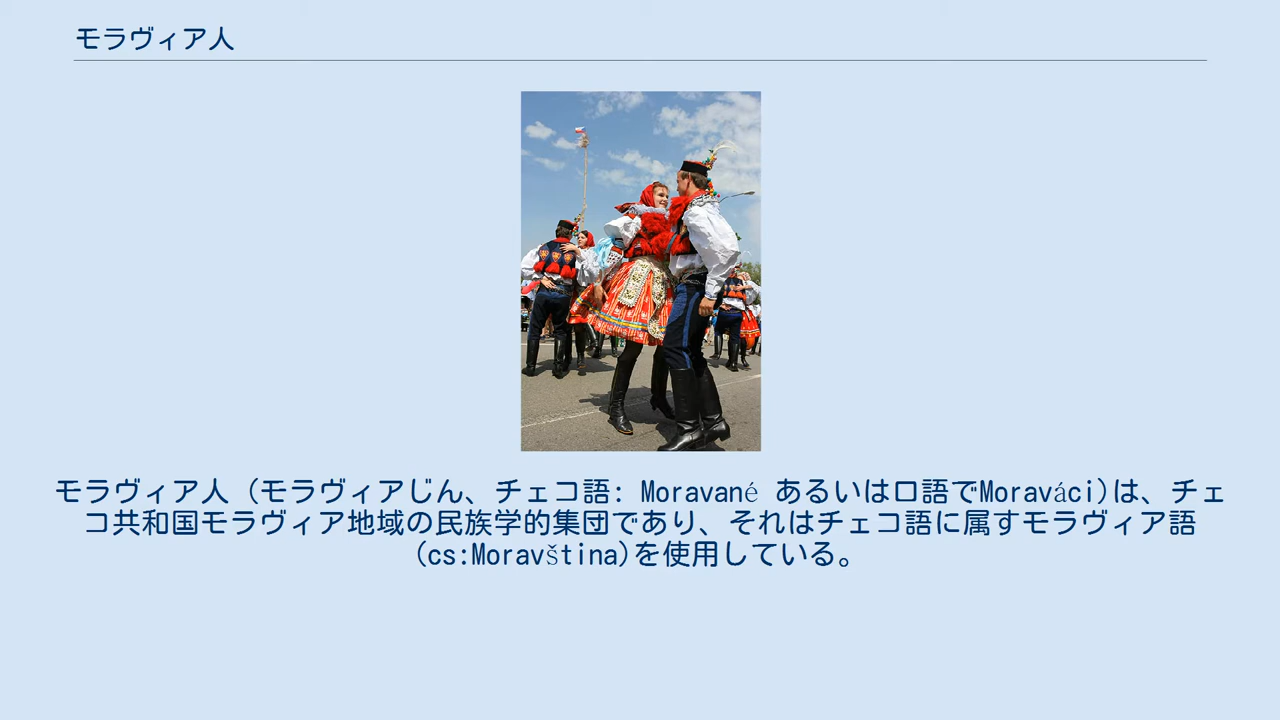 モラヴィア人
モラヴィア人 (モラヴィアじん、チェコ語: Moravané あるいは口語でMoraváci)は、チェ
コ共和国モラヴィア地域の民族学的集団であり、それはチェコ語に属すモラヴィア語
(cs:Moravština)を使用している。